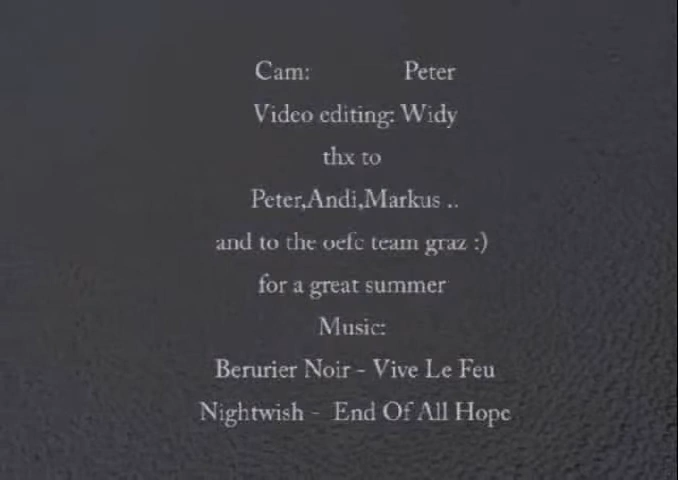 Cam: Peter
Video editing: Widy
thx to
Peter,Andi,Markus ..
and to the oefc team graz :)
for a great summer
Music:
Berurier Noir - Vive Le Feu
Nightwish - End Of All Hope